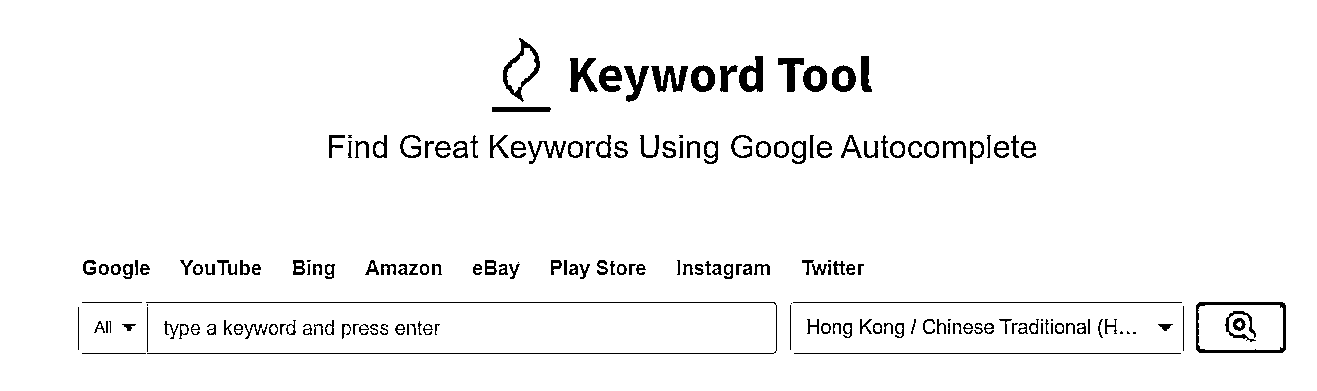 Keyword Tool
Find Great Keywords Using Google Autocomplete
Google YouTube Bing Amazon eBay Play Store Instagram Twitter
All type a keyword and press enter Hong Kong / Chinese Traditional (H...